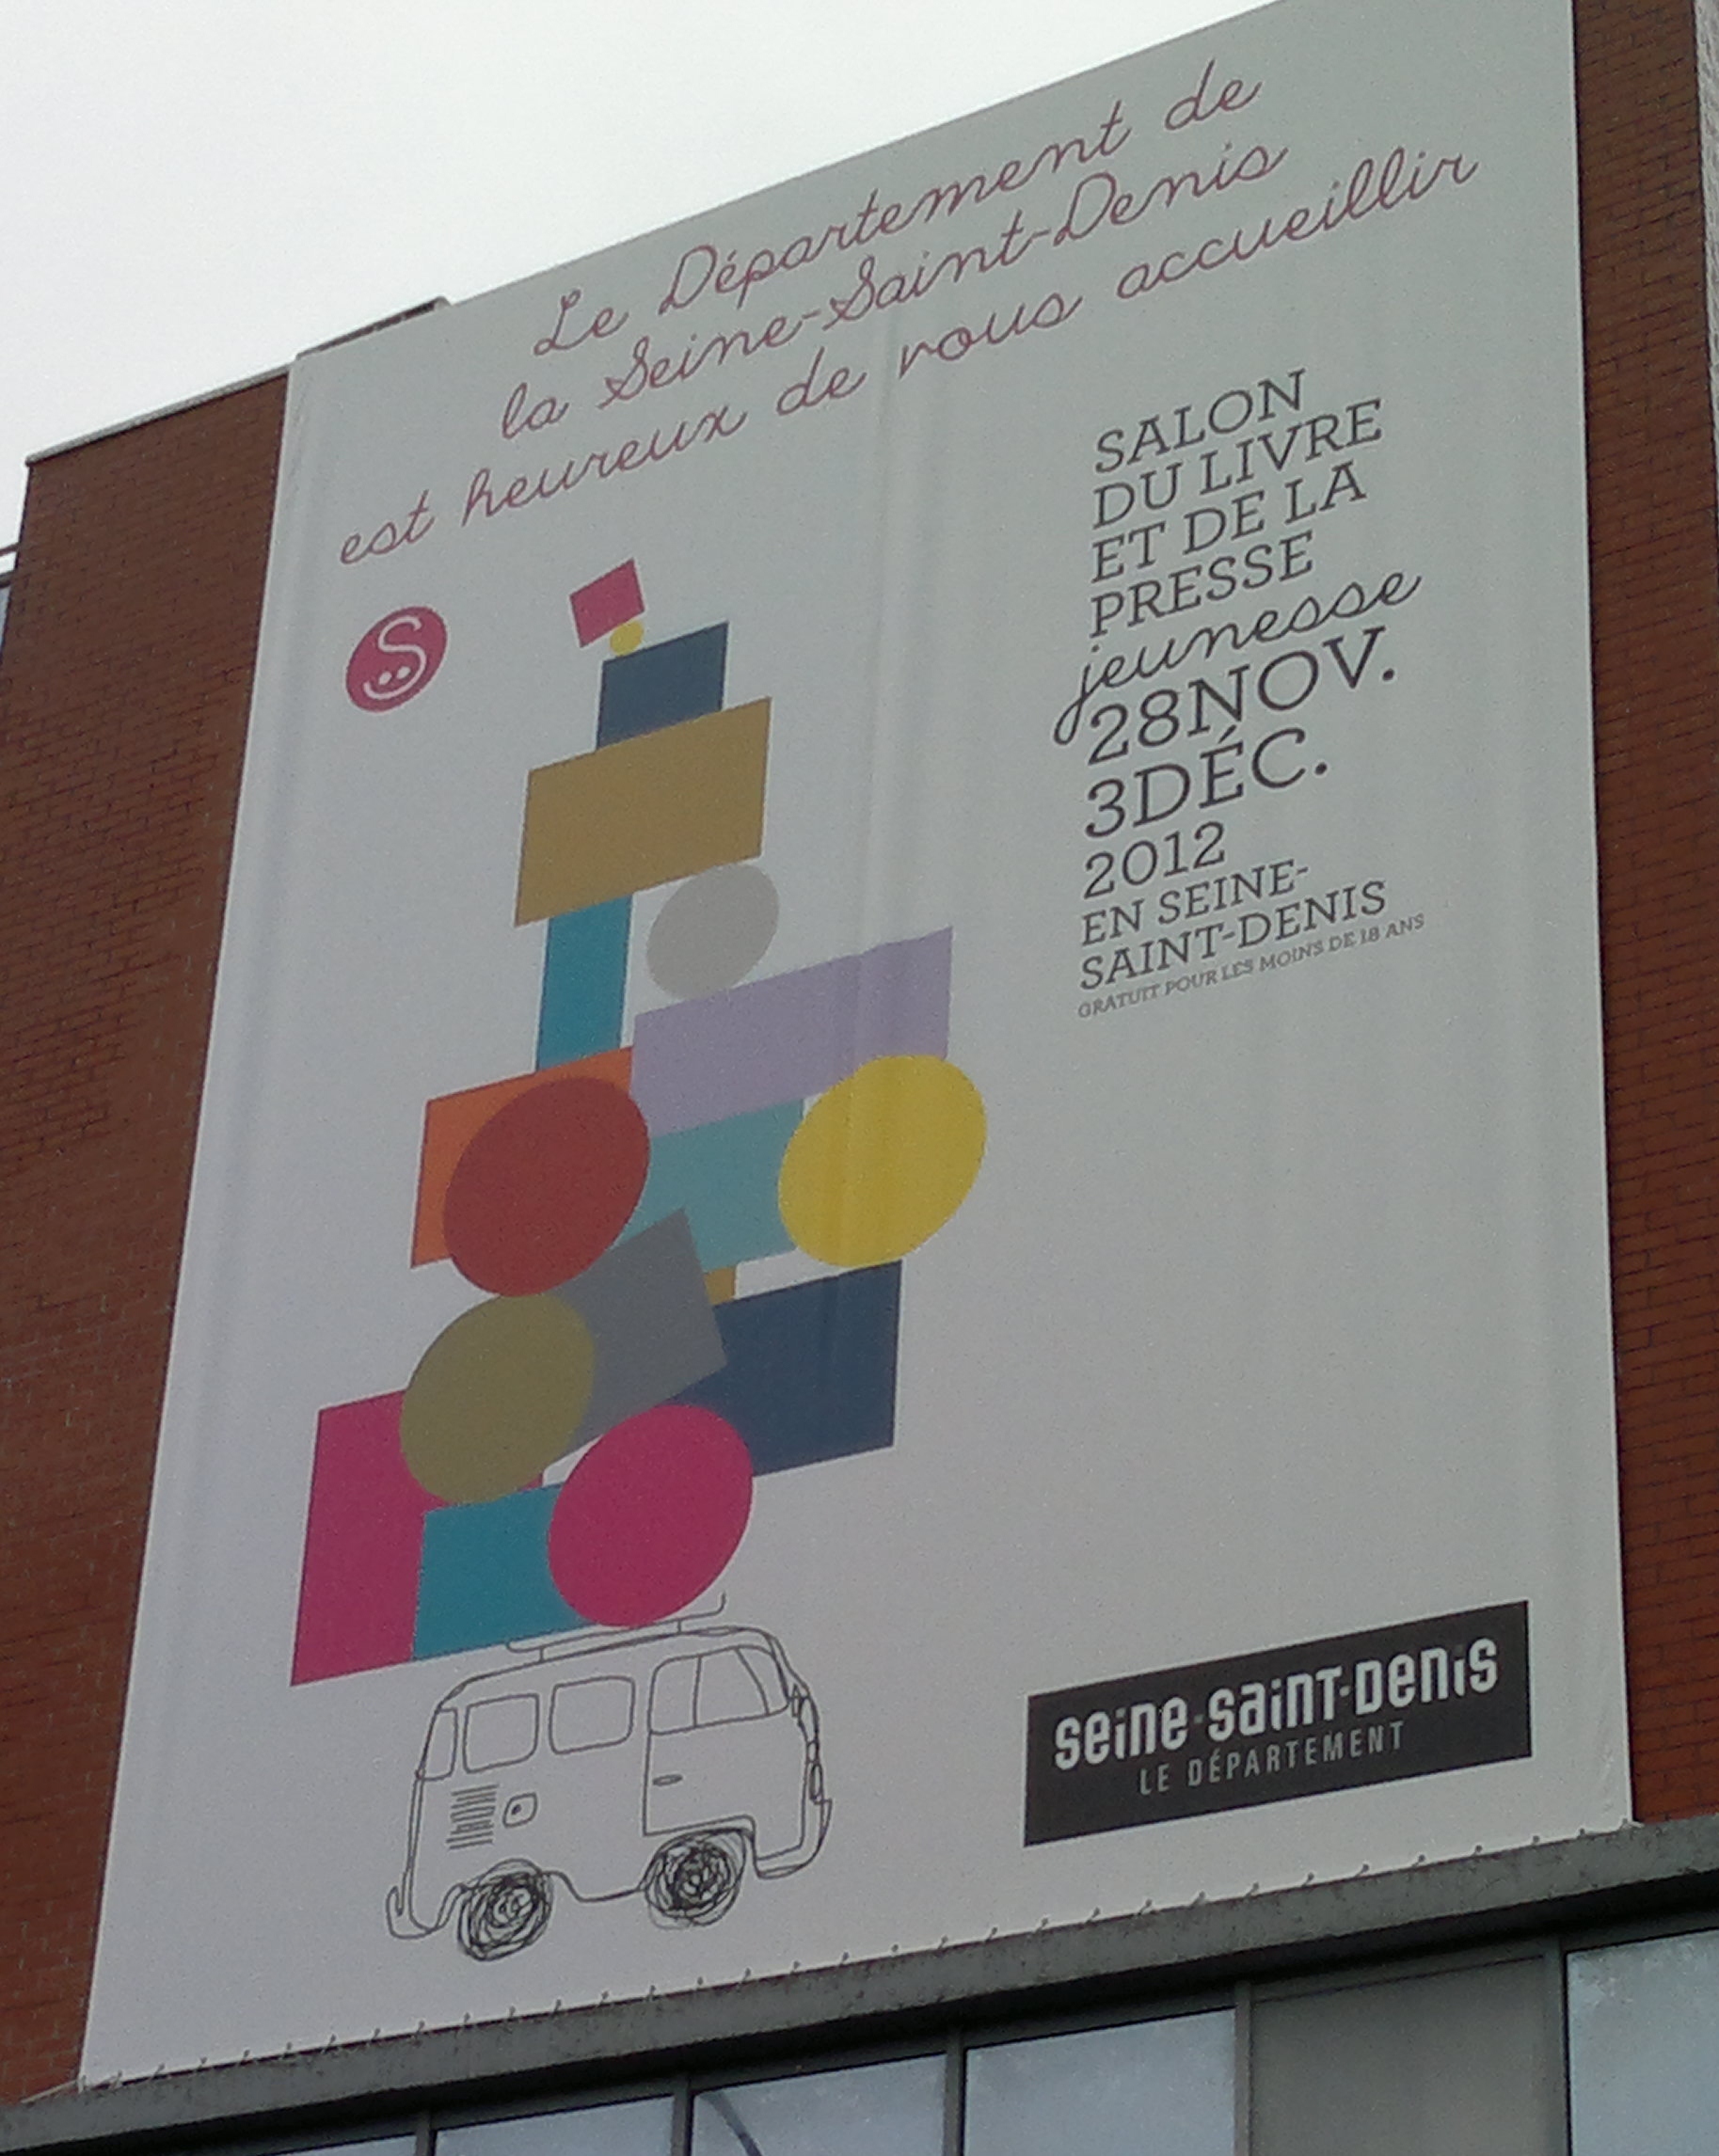 Le Département de
la Seine-Saint-Denis
est heureux de vous accueillir
S
SALON
DU LIVRE
ET DE LA
PRESSE
jeunesse
28NOV.
3DÉC.
2012
EN SEINE-
SAINT-DENIS
GRATUIT POUR LES MOINS DE 18 ANS
seine-saint-denis
LE DÉPARTEMENT